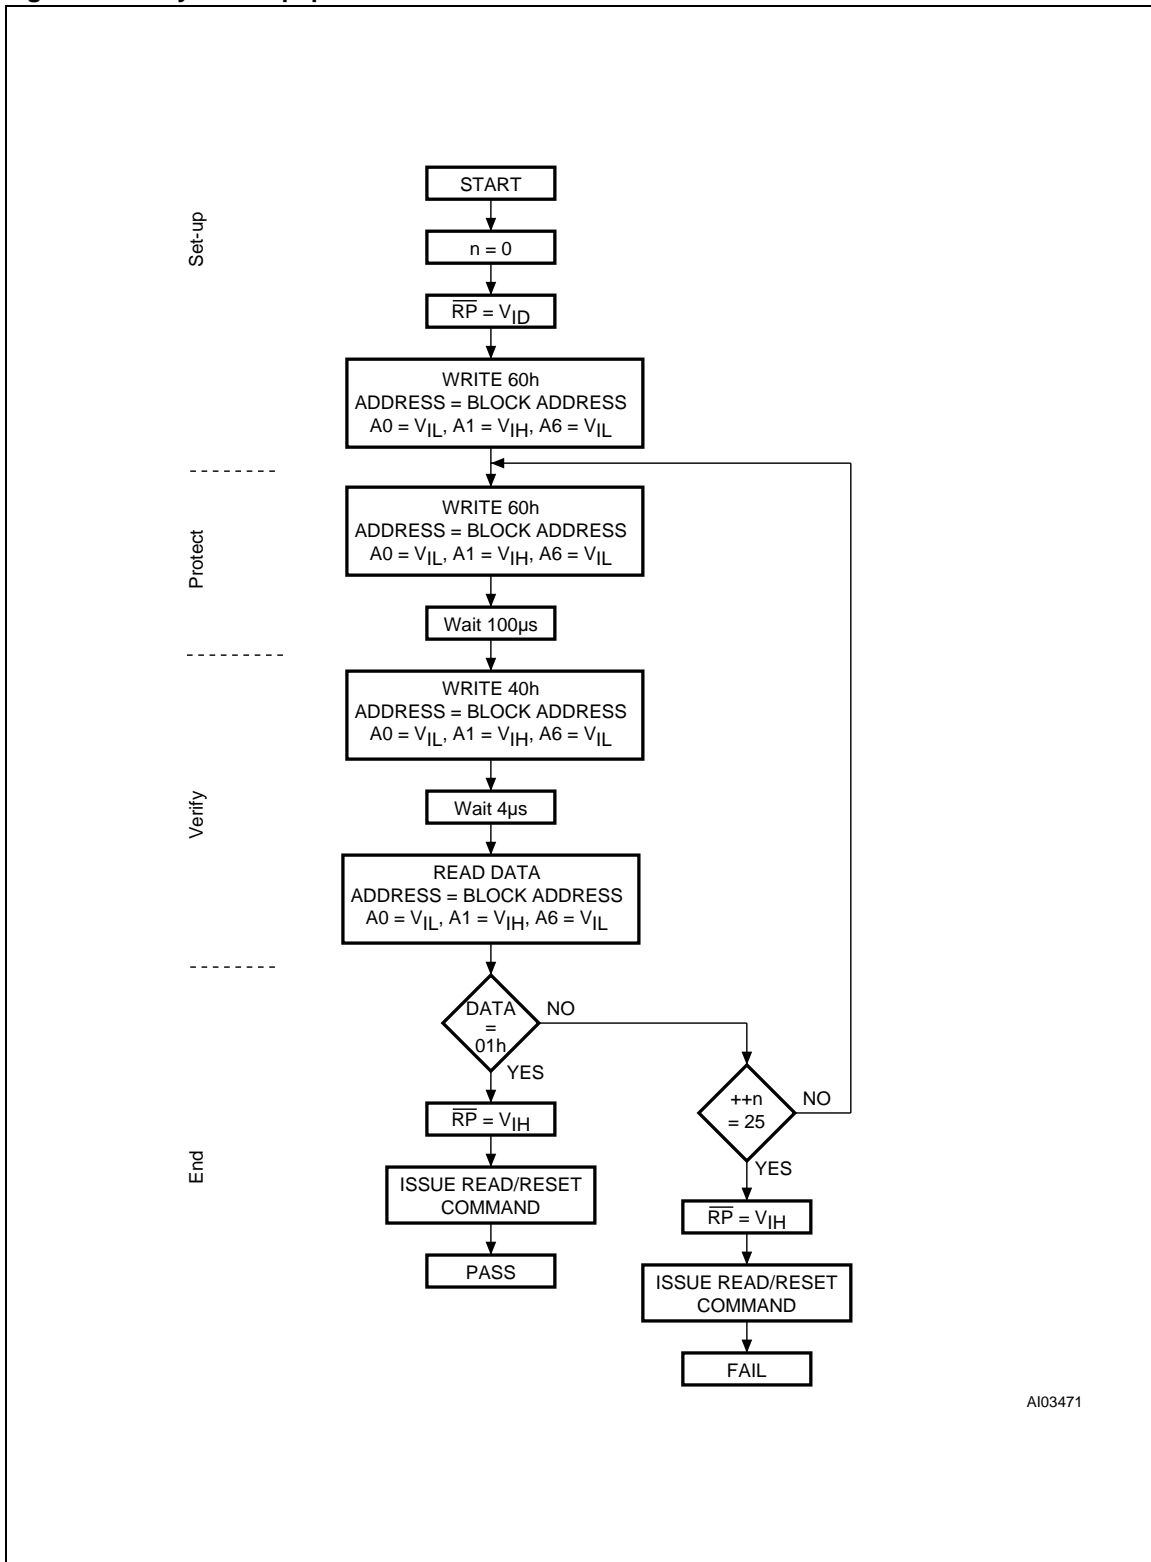 Set-up
START
n = 0
RP = VID
WRITE 60h
ADDRESS = BLOCK ADDRESS
A0 = VIL, A1 = VIH, A6 = VIL
Protect
WRITE 60h
ADDRESS = BLOCK ADDRESS
A0 = VIL, A1 = VIH, A6 = VIL
Wait 100µs
Verify
WRITE 40h
ADDRESS = BLOCK ADDRESS
A0 = VIL, A1 = VIH, A6 = VIL
Wait 4µs
READ DATA
ADDRESS = BLOCK ADDRESS
A0 = VIL, A1 = VIH, A6 = VIL
End
DATA
=
01h
NO
YES
++n
= 25
NO
YES
RP = VIH
ISSUE READ/RESET
COMMAND
PASS
RP = VIH
ISSUE READ/RESET
COMMAND
FAIL
AI03471